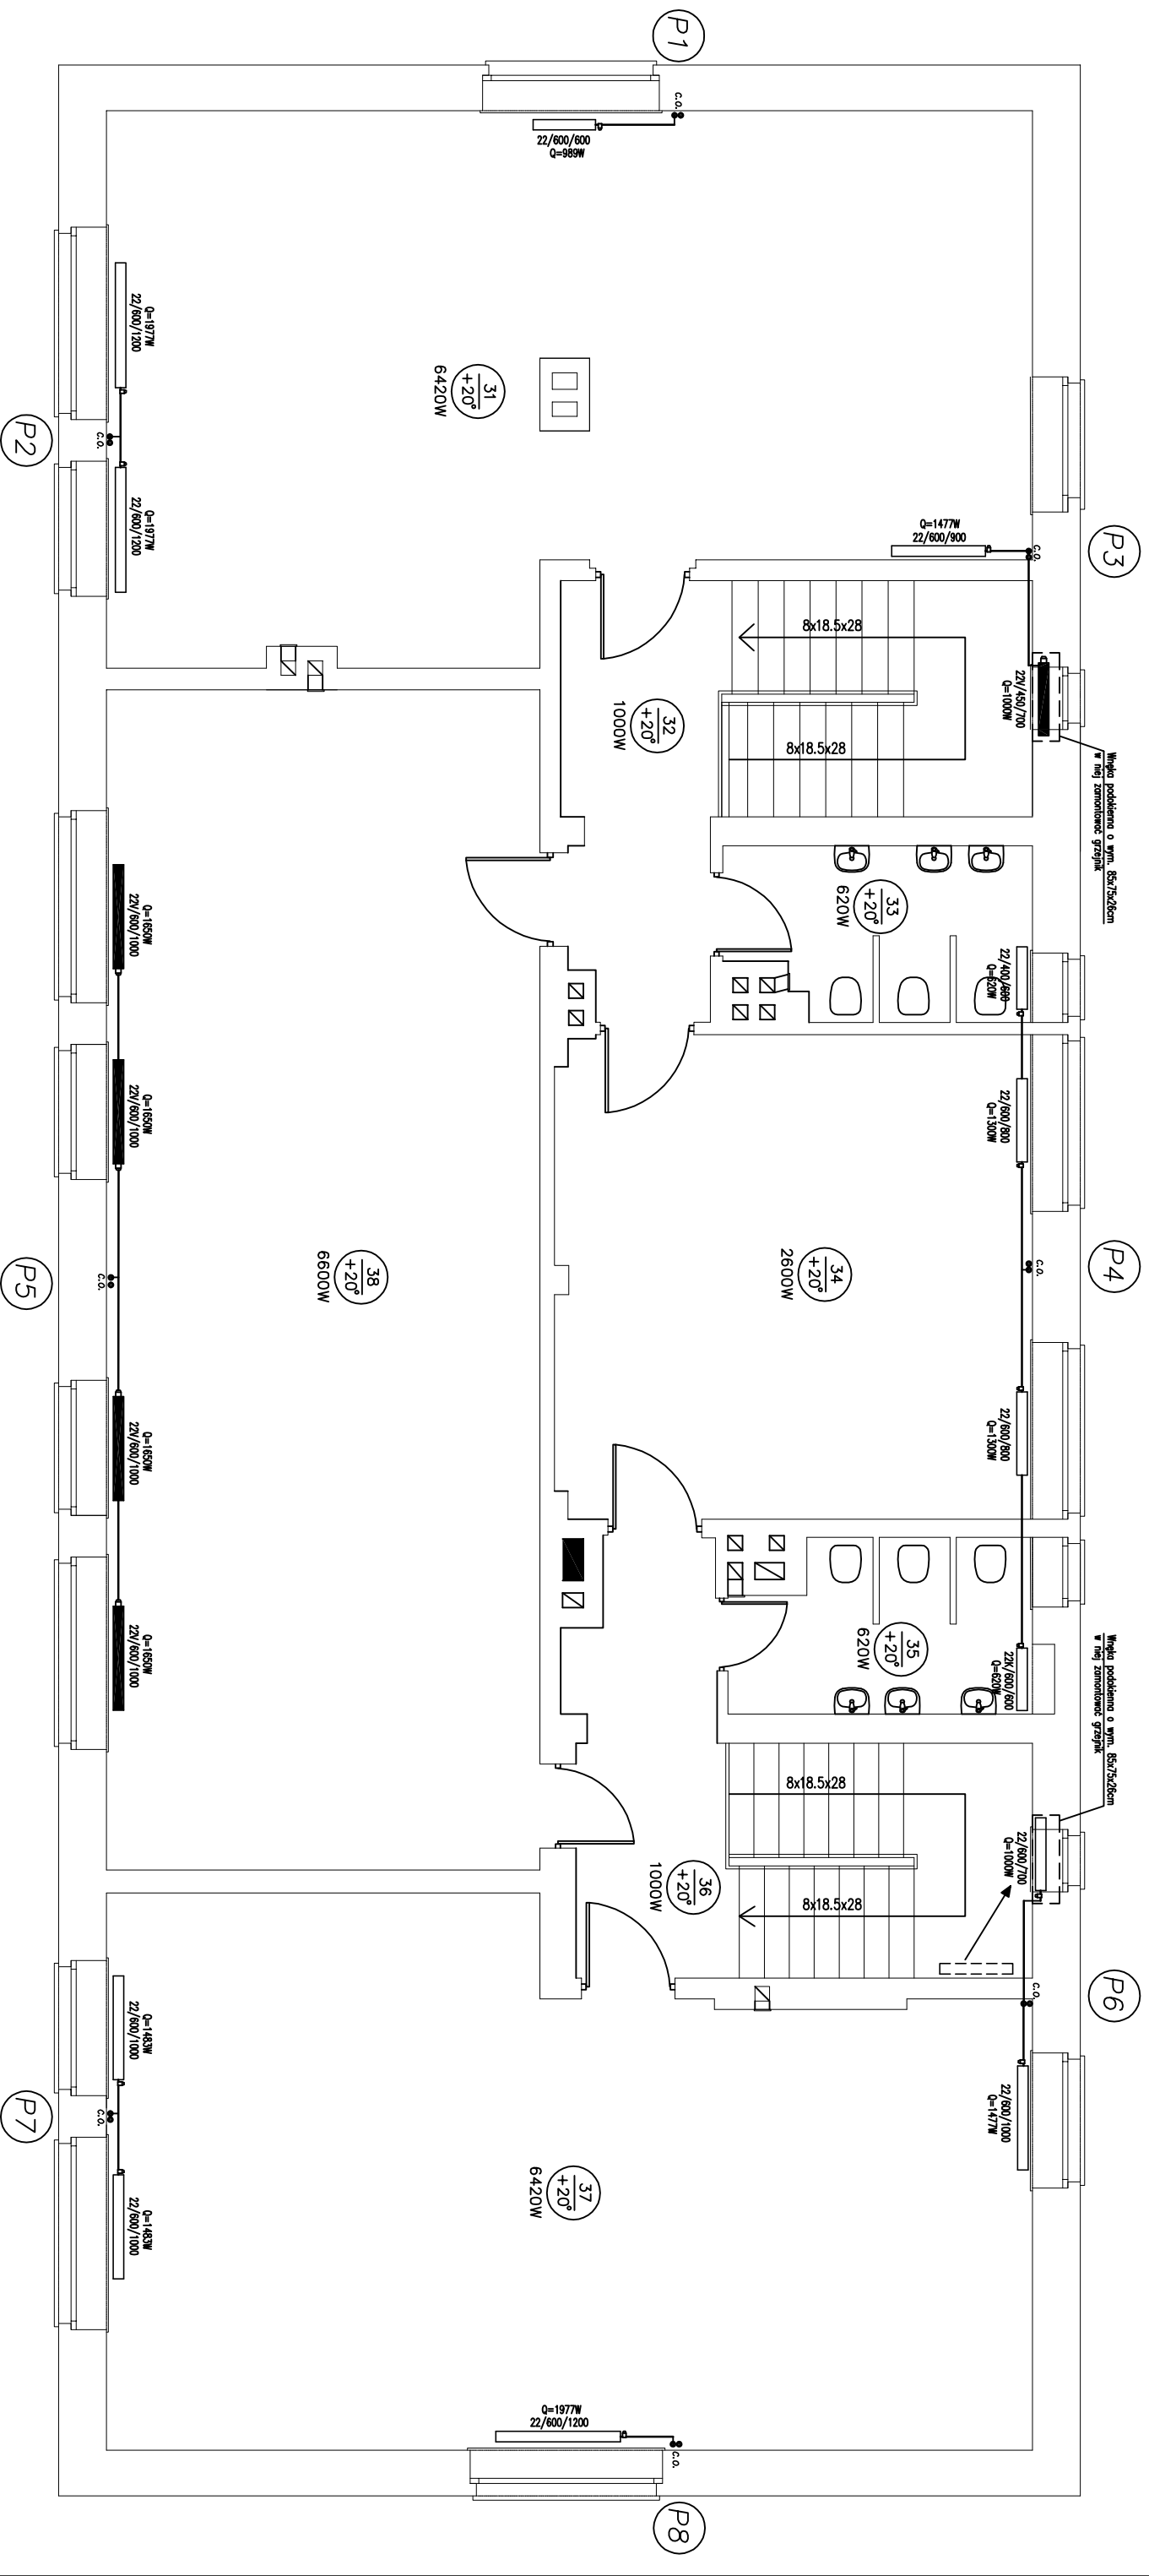 P1
c.o.
22/600/600
Q=989W
Q=1977W
22/600/1200
c.o.
P2
Q=1977W
22/600/1200
31
+20°
6420W
P3
c.o.
Q=1477W
22/600/900
8x18.5x28
8x18.5x28
32
+20°
1000W
22V/450/700
Q=1000W
Wnęka podokienna o wym. 85x75x26cm
w niej zamontować grzejnik
33
+20°
620W
22/400/600
Q=620W
22/600/800
Q=1300W
P4
c.o.
34
+20°
2600W
22/600/800
Q=1300W
Q=1650W
22V/600/1000
Q=1650W
22V/600/1000
P5
c.o.
38
+20°
6600W
Q=1650W
22V/600/1000
Q=1650W
22V/600/1000
35
+20°
620W
22K/600/600
Q=620W
Wnęka podokienna o wym. 85x75x26cm
w niej zamontować grzejnik
8x18.5x28
8x18.5x28
36
+20°
1000W
22/600/700
Q=1000W
P6
c.o.
22/600/1000
Q=1477W
Q=1483W
22/600/1000
P7
c.o.
Q=1483W
22/600/1000
37
+20°
6420W
Q=1977W
22/600/1200
c.o.
P8